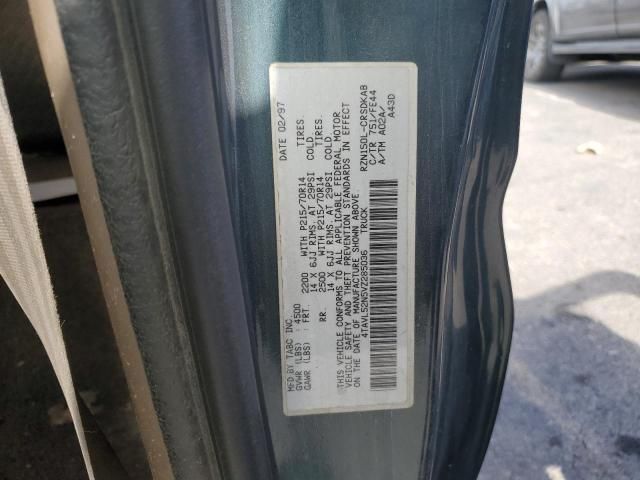 MFD BY TABC INC. DATE 02/97
GVWR (LBS) : 4500
GAWR (LBS) : FRT. 2200 WITH P215/70R14 TIRES
14 X 6JJ RIMS. AT 29PSI COLD
RR. 2500 WITH P215/70R14 TIRES
14 X 6JJ RIMS. AT 29PSI COLD
THIS VEHICLE CONFORMS TO ALL APPLICABLE FEDERAL MOTOR
VEHICLE SAFETY AND THEFT PREVENTION STANDARDS IN EFFECT
ON THE DATE OF MANUFACTURE SHOWN ABOVE.
4TAVL52N5VZ285036 TRUCK
RZN150L-CRSDKAB
C/TR 751/FE44
A/TM A02A/
A43D